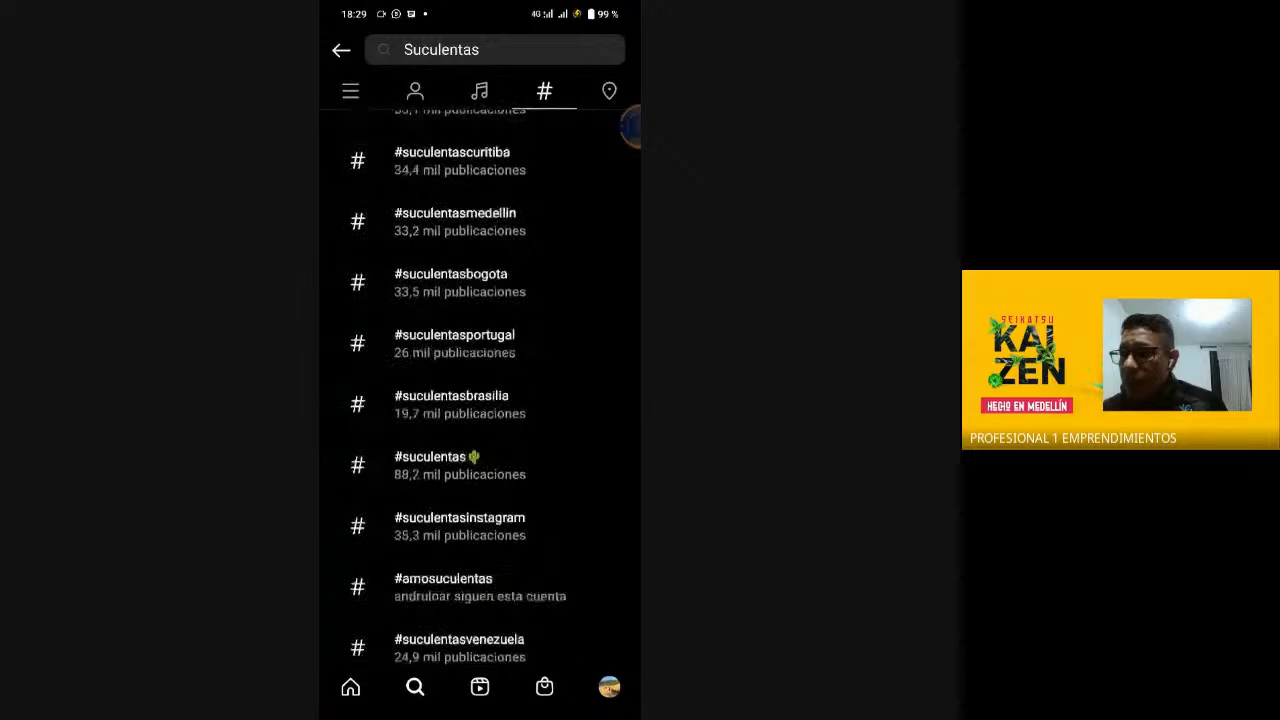 18:29
4G
99 %
Suculentas
#
#suculentascuritiba
34,4 mil publicaciones
#
#suculentasmedellin
33,2 mil publicaciones
#
#suculentasbogota
33,5 mil publicaciones
#
#suculentasportugal
26 mil publicaciones
#
#suculentasbrasilia
19,7 mil publicaciones
#
#suculentas🌵
88,2 mil publicaciones
#
#suculentasinstagram
35,3 mil publicaciones
#
#amosuculentas
andruloar siguen esta cuenta
#
#suculentasvenezuela
24,9 mil publicaciones
#
SEIKATSU
KAI
ZEN
HECHO EN MEDELLÍN
PROFESIONAL 1 EMPRENDIMIENTOS